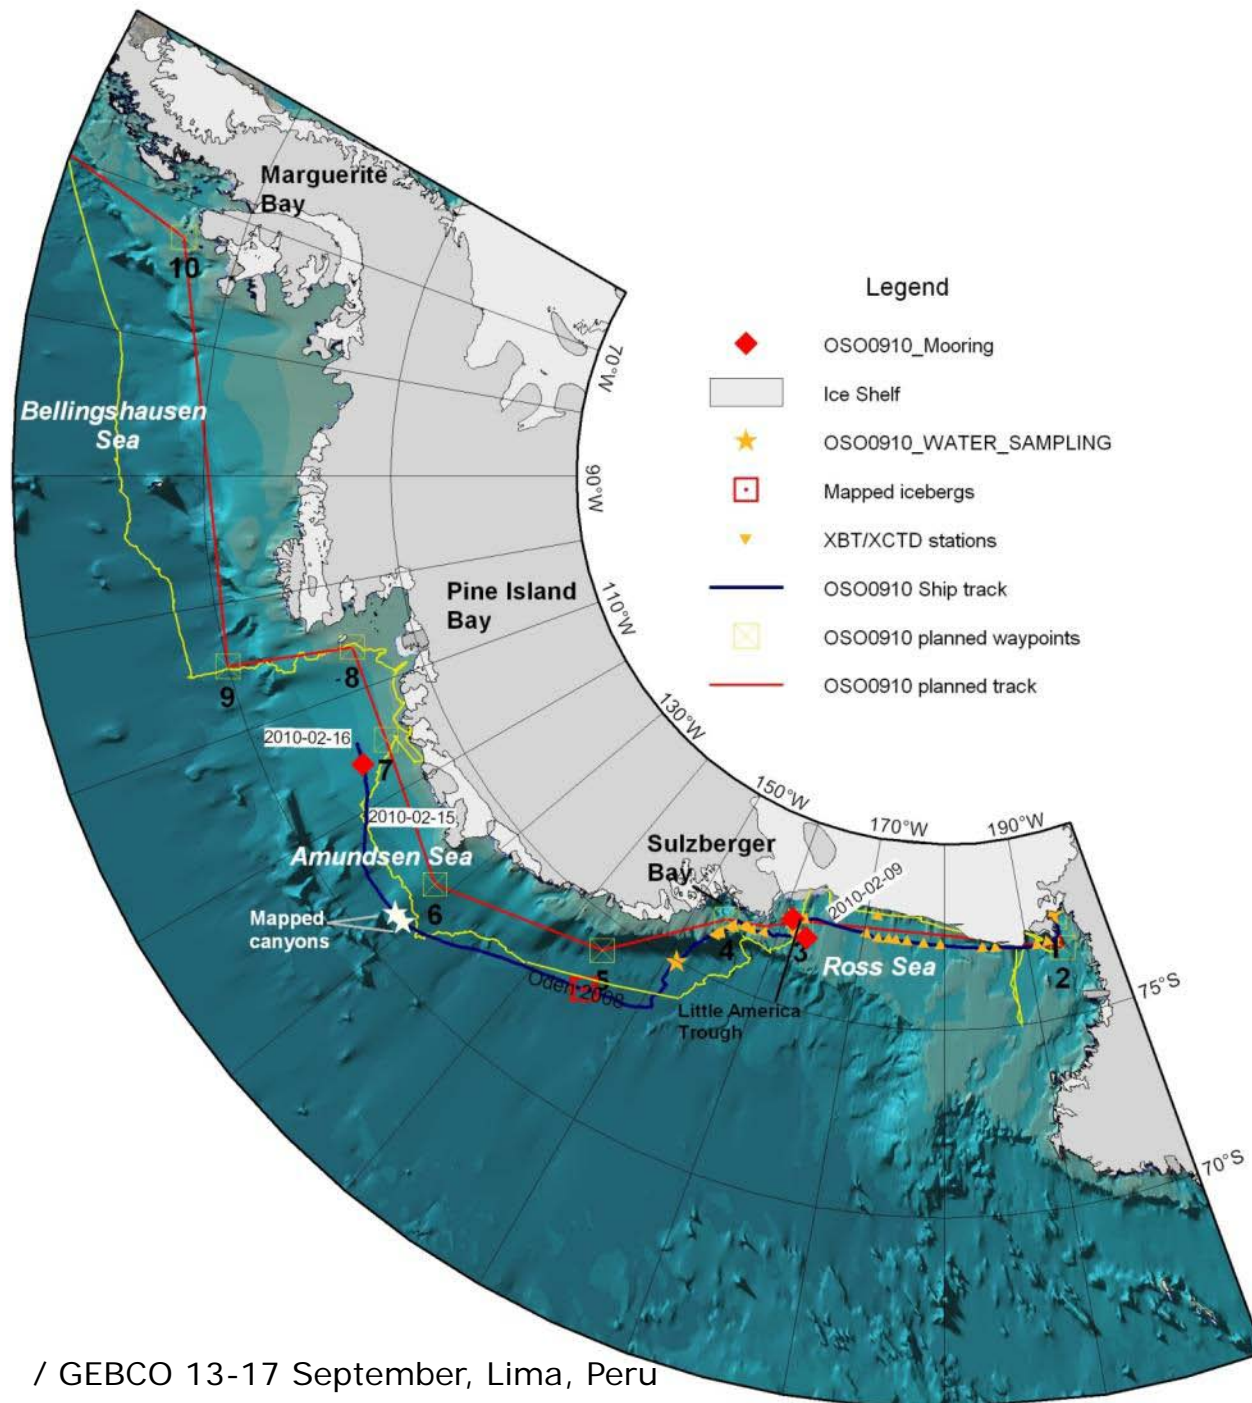 Marguerite
Bay
10
Bellingshausen
Sea
Legend
OSO0910_Mooring
Ice Shelf
OSO0910_WATER_SAMPLING
Mapped icebergs
XBT/XCTD stations
OSO0910 Ship track
OSO0910 planned waypoints
OSO0910 planned track
70°W
90°W
110°W
130°W
150°W
170°W
190°W
Pine Island
Bay
8
9
2010-02-16
7
2010-02-15
Amundsen Sea
6
Mapped
canyons
Sulzberger
Bay
2010-02-09
5
4
3
1
2
Oden 2008
Ross Sea
Little America
Trough
75°S
70°S
/ GEBCO 13-17 September, Lima, Peru